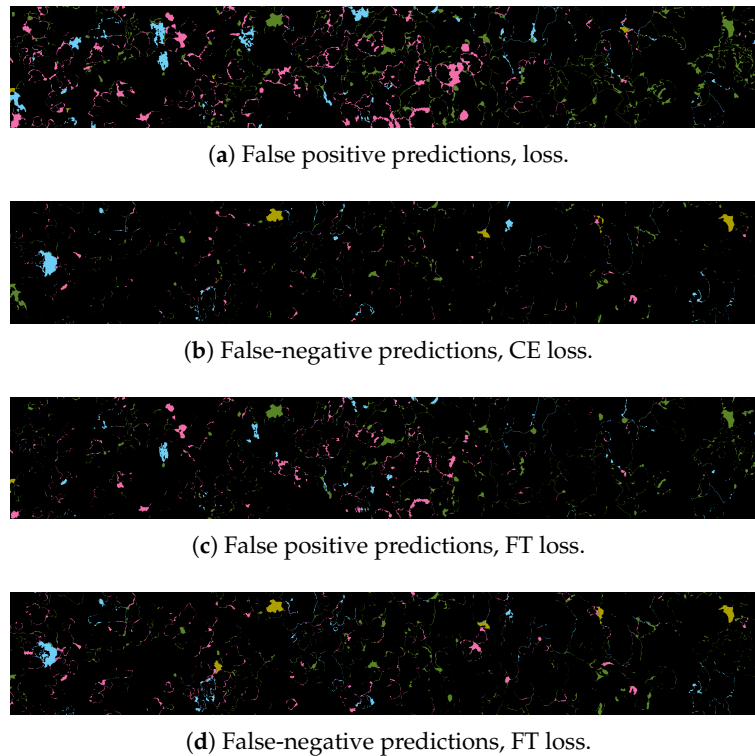 (a) False positive predictions, loss.
(b) False-negative predictions, CE loss.
(c) False positive predictions, FT loss.
(d) False-negative predictions, FT loss.